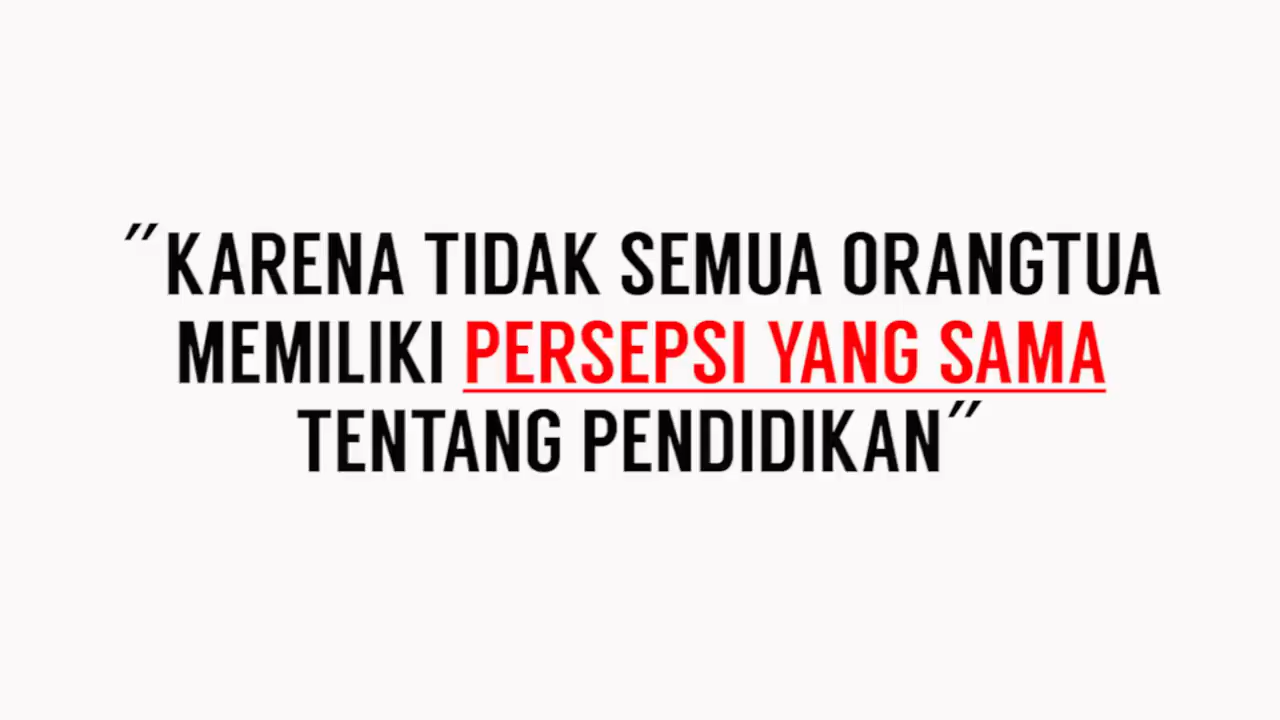 "KARENA TIDAK SEMUA ORANGTUA
MEMILIKI PERSEPSI YANG SAMA
TENTANG PENDIDIKAN"